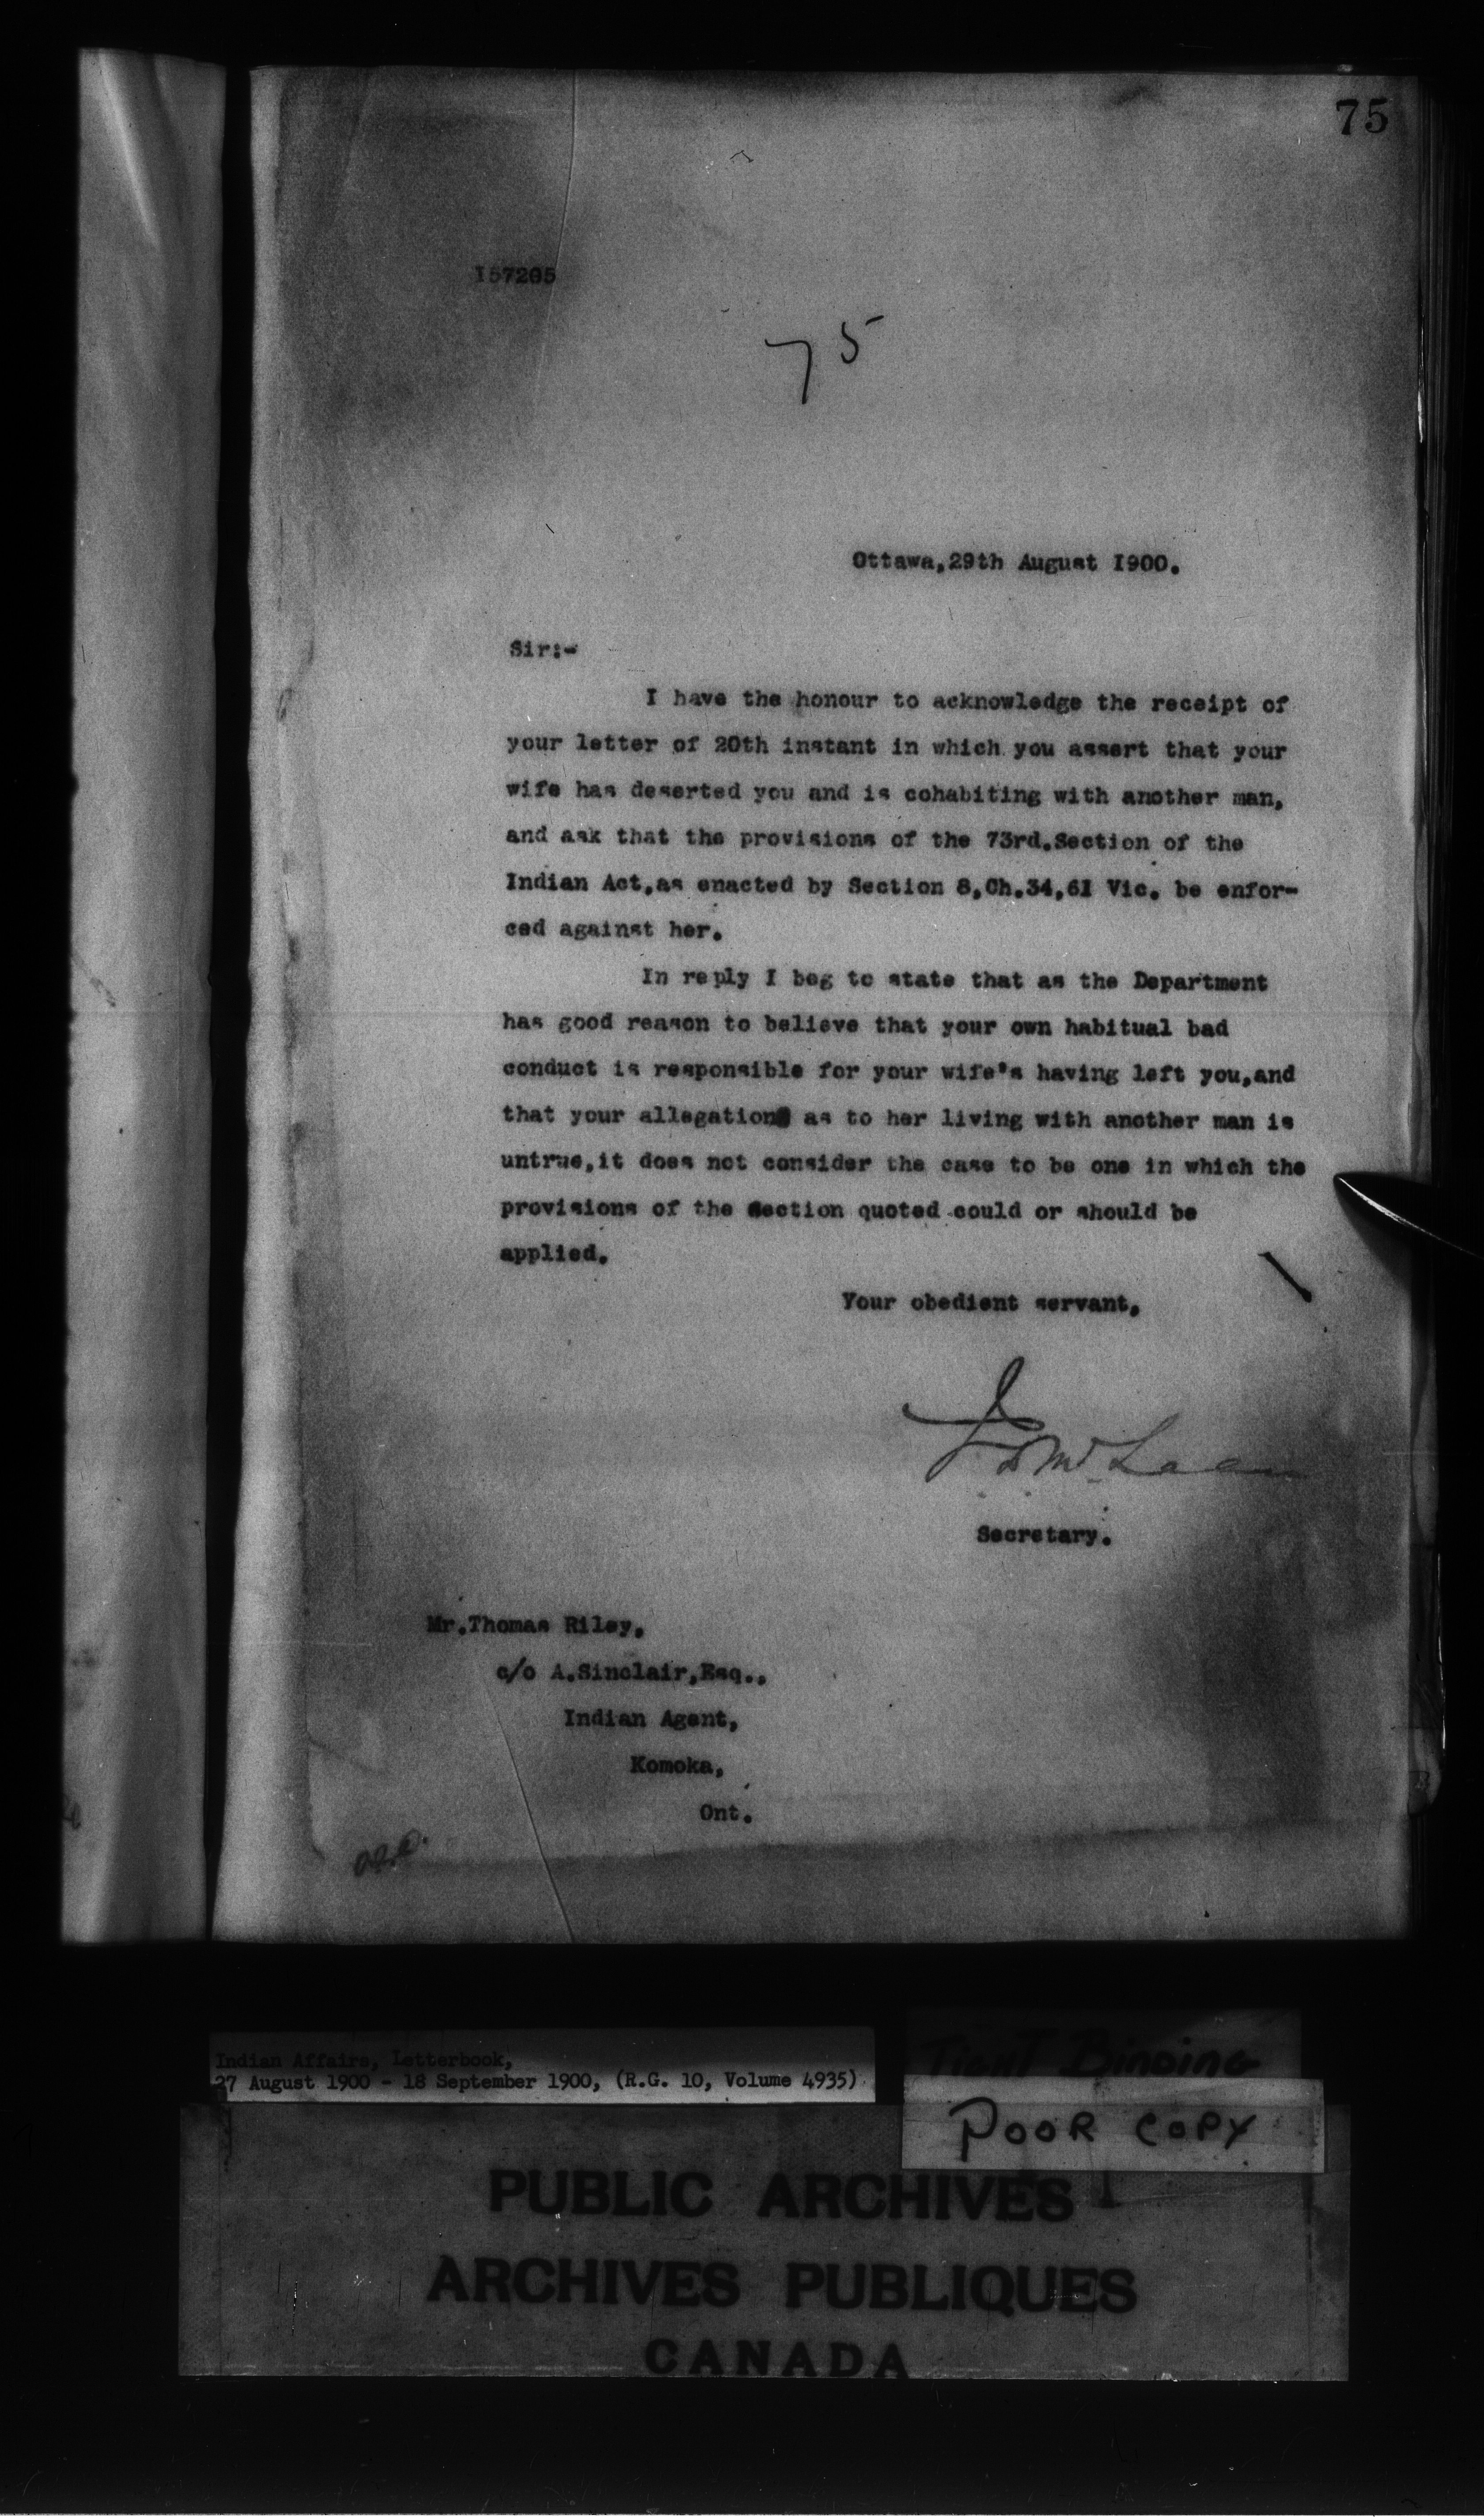 75
157205
75
Ottawa,29th August 1900.
Sir:-
I have the honour to acknowledge the receipt of
your letter of 20th instant in which you assert that your
wife has deserted you and is cohabiting with another man,
and ask that the provisions of the 73rd.Section of the
Indian Act,as enacted by Section 8,Ch.34,61 Vic. be enfor-
ced against her.
In reply I beg to state that as the Department
has good reason to believe that your own habitual bad
conduct is responsible for your wife's having left you,and
that your allegation as to her living with another man is
untrue,it does not consider the case to be one in which the
provisions of the section quoted could or should be
applied.
Your obedient servant,
J D McLean
Secretary.
Mr.Thomas Riley,
c/o A.Sinclair,Esq.,
Indian Agent,
Komoka,
Ont.
Indian Affairs, Letterbook,
27 August 1900 - 18 September 1900, (R.G. 10, Volume 4935)
TIGHT BINDING
POOR COPY
PUBLIC ARCHIVES
ARCHIVES PUBLIQUES
CANADA